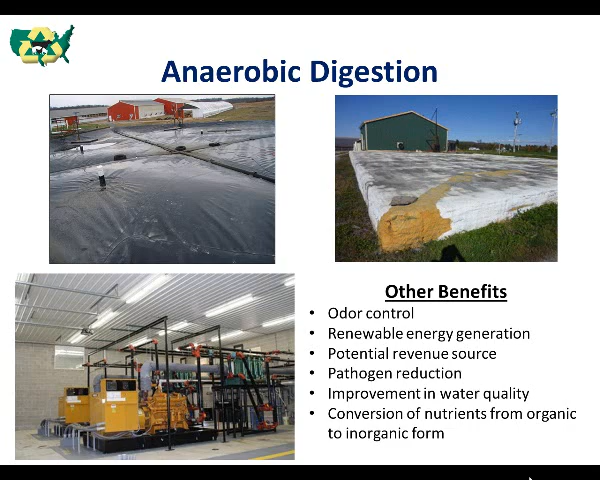 Anaerobic Digestion
Other Benefits
• Odor control
• Renewable energy generation
• Potential revenue source
• Pathogen reduction
• Improvement in water quality
• Conversion of nutrients from organic
to inorganic form